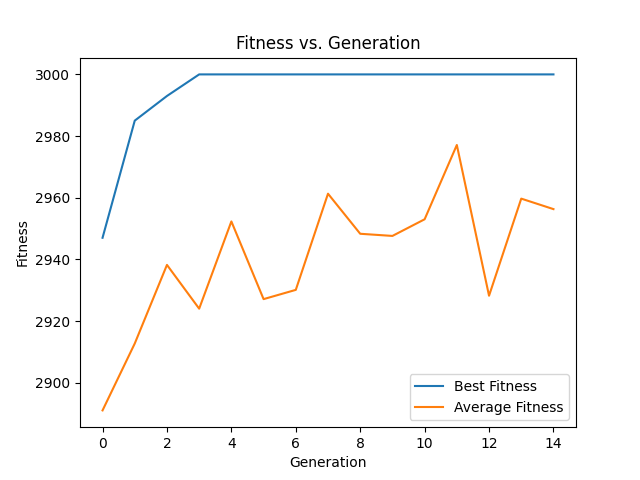 Fitness vs. Generation
3000
2980
2960
2940
2920
2900
Fitness
0 2 4 6 8 10 12 14
Generation
Best Fitness
Average Fitness